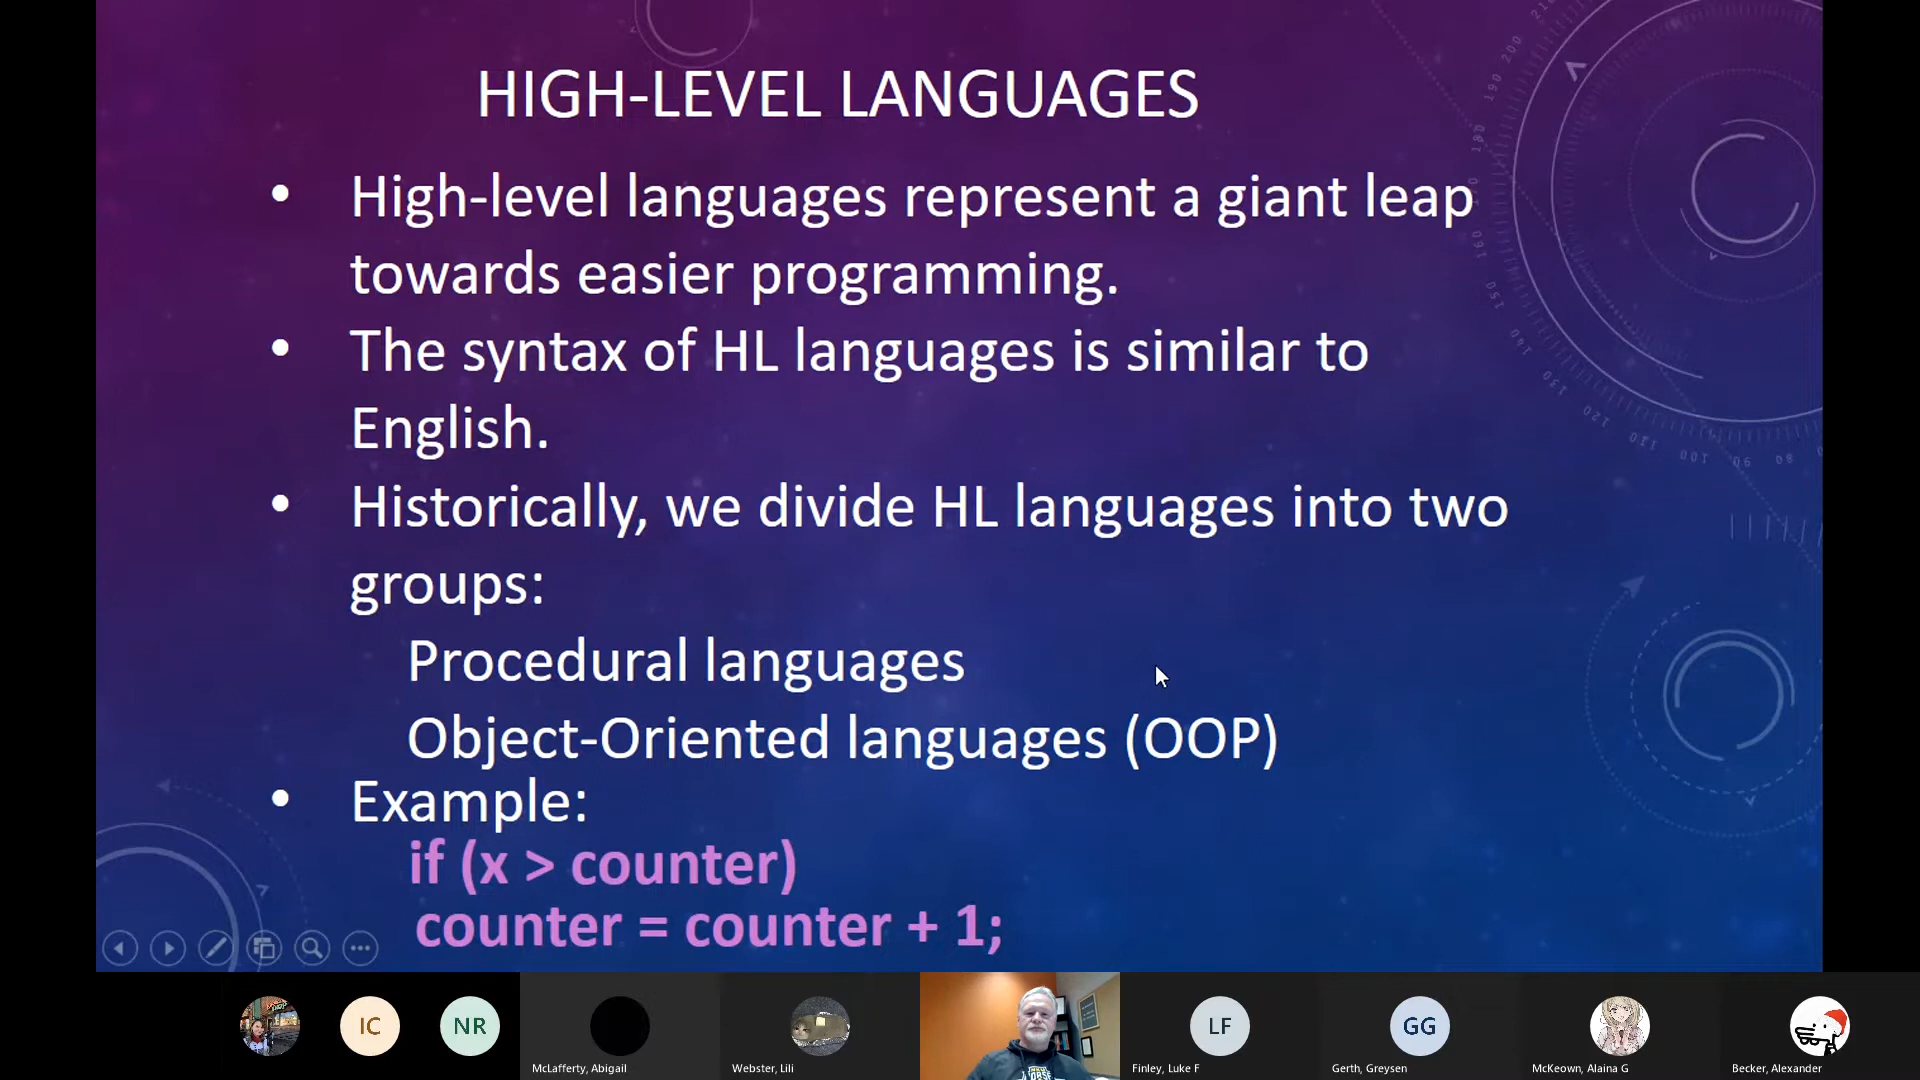 HIGH-LEVEL LANGUAGES
• High-level languages represent a giant leap
towards easier programming.
• The syntax of HL languages is similar to
English.
• Historically, we divide HL languages into two
groups:
Procedural languages
Object-Oriented languages (OOP)
• Example:
if (x > counter)
counter = counter + 1;
IC
NR
LF
GG
McLafferty, Abigail
Webster, Lili
Finley, Luke F
Gerth, Greysen
McKeown, Alaina G
Becker, Alexander